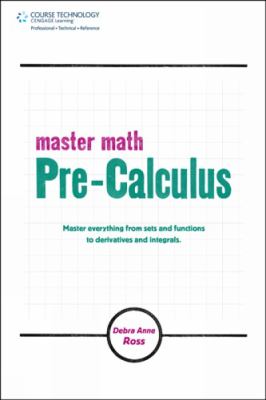 COURSE TECHNOLOGY
CENGAGE Learning
Professional • Technical • Reference
master math
Pre-Calculus
Master everything from sets and functions
to derivatives and integrals.
Debra Anne
Ross